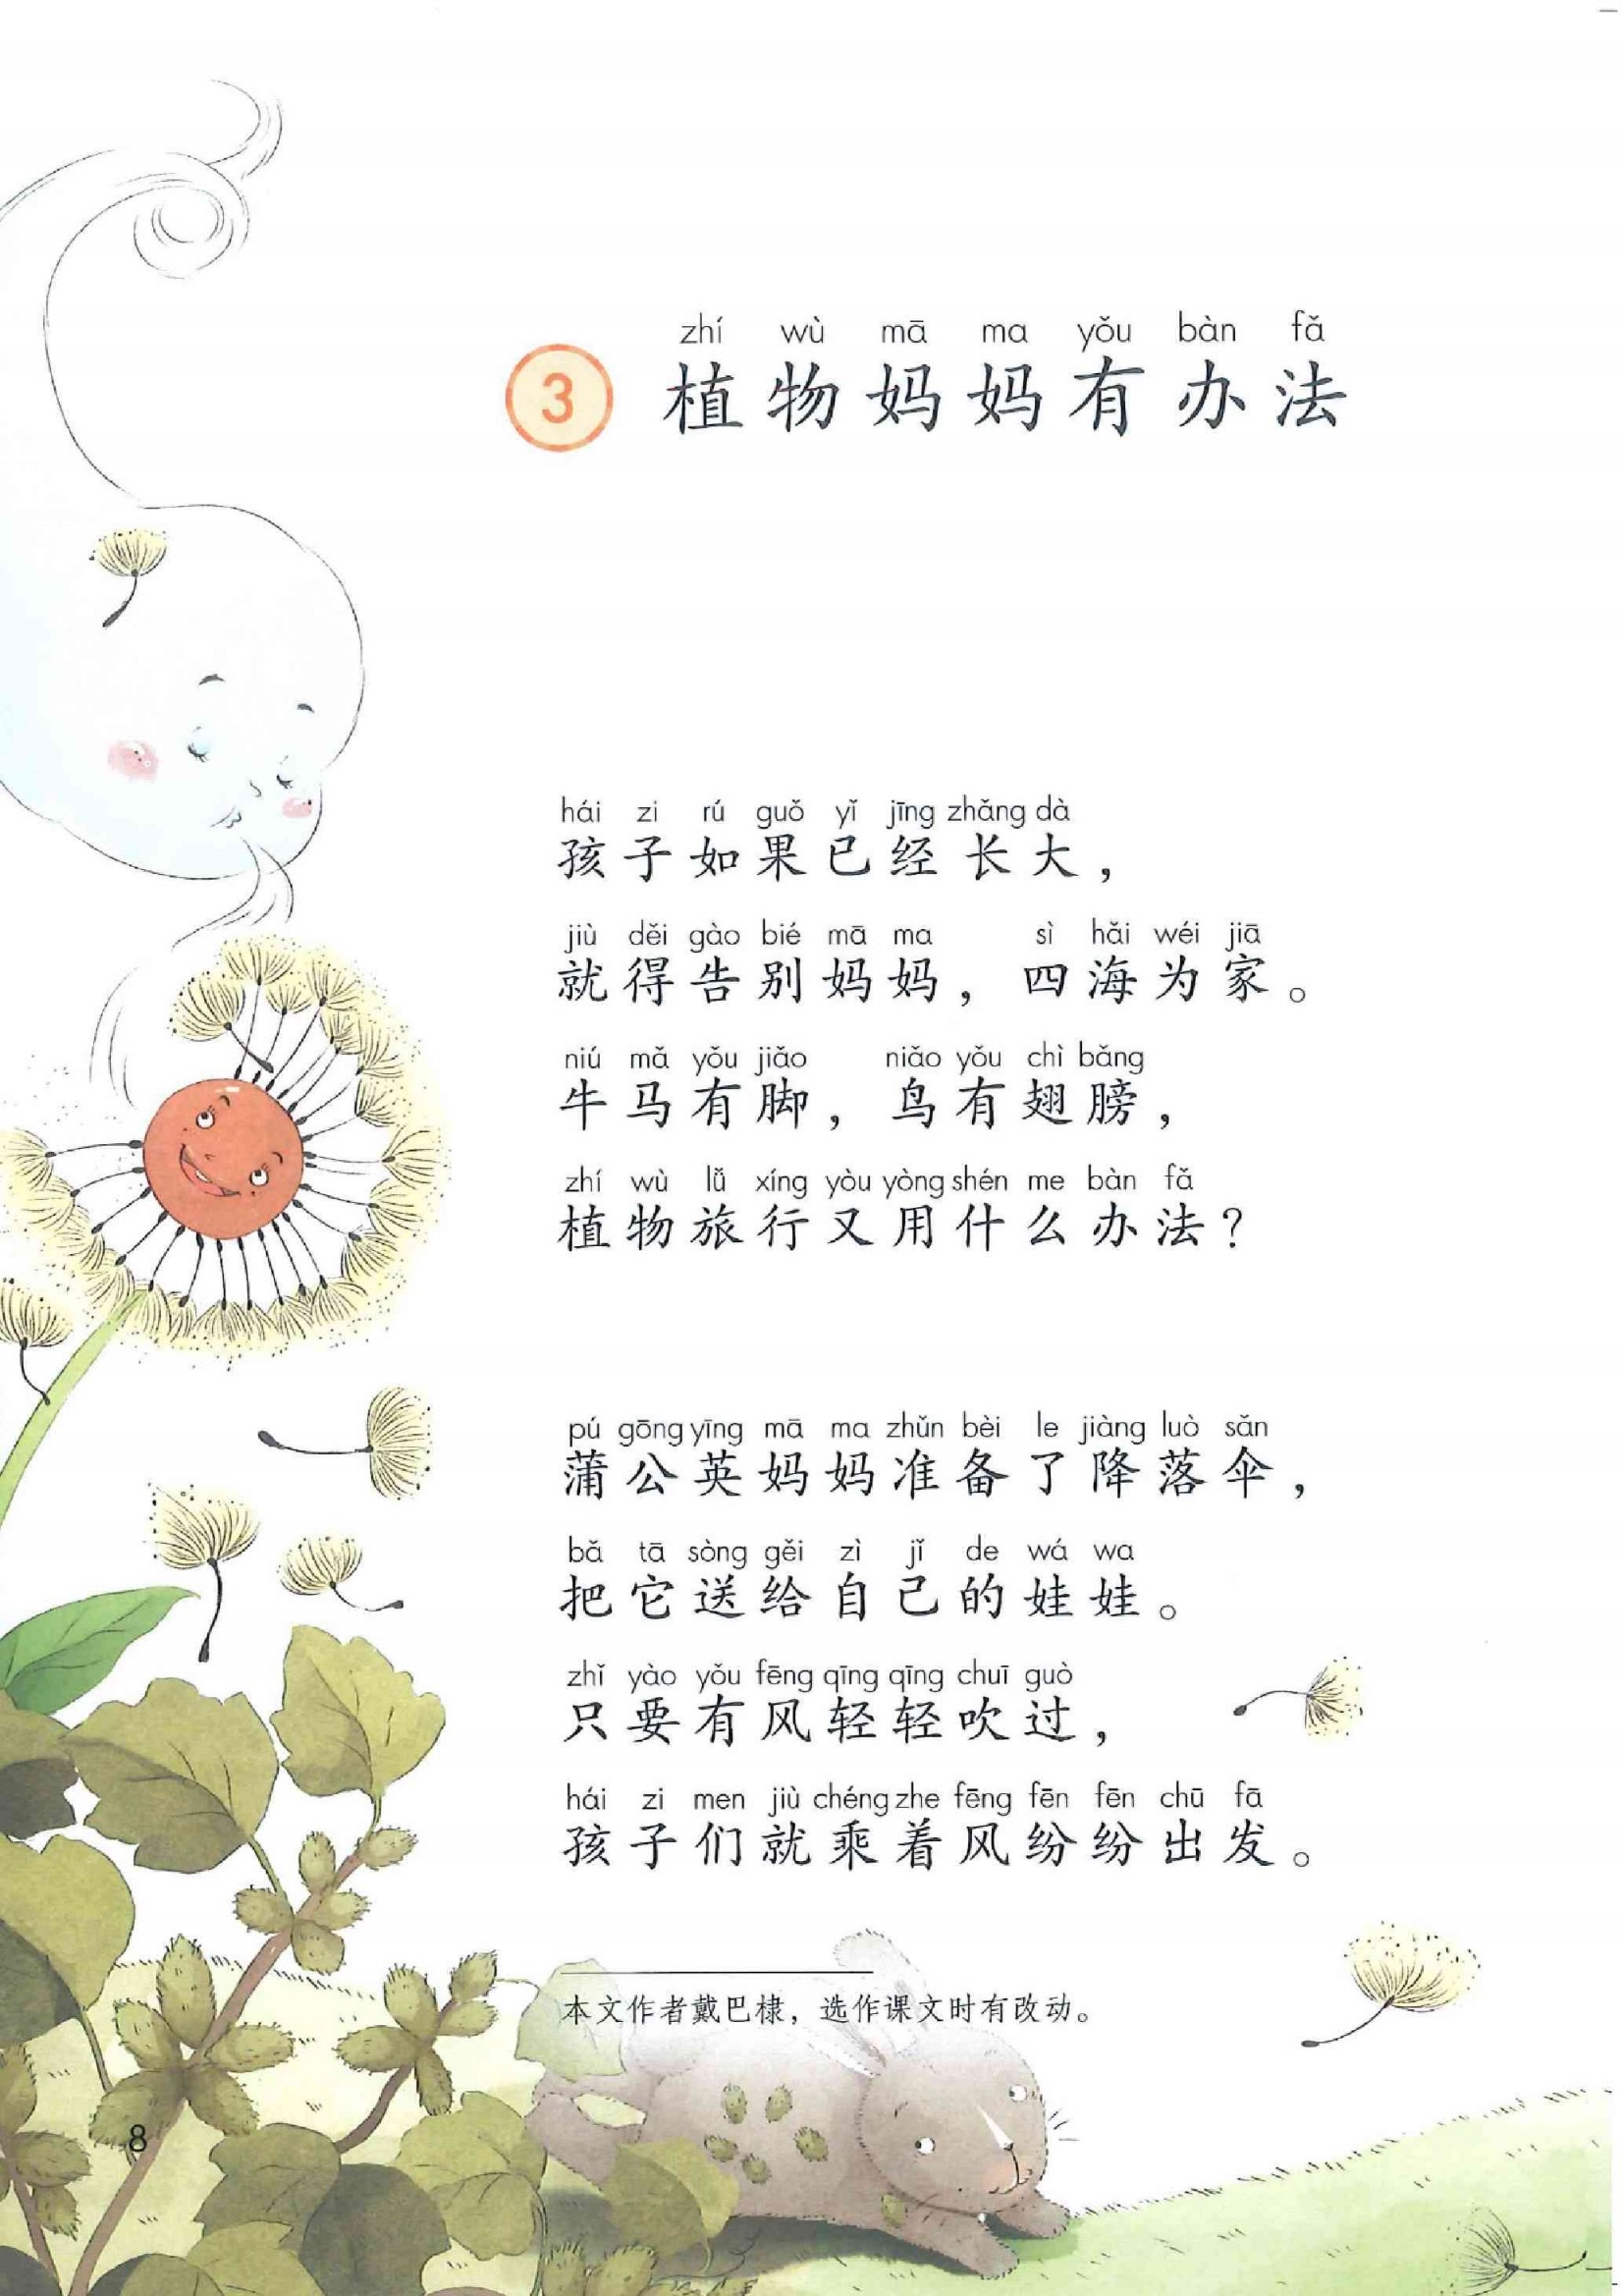 zhí wù mā ma yǒu bàn fǎ
3 植物妈妈有办法
hái zi rú guǒ yǐ jīng zhǎng dà
孩子如果已经长大，
jiù děi gào bié mā ma sì hǎi wéi jiā
就得告别妈妈，四海为家。
niú mǎ yǒu jiǎo niǎo yǒu chì bǎng
牛马有脚，鸟有翅膀，
zhí wù lǚ xíng yòu yòng shén me bàn fǎ
植物旅行又用什么办法？
pú gōng yīng mā ma zhǔn bèi le jiàng luò sǎn
蒲公英妈妈准备了降落伞，
bǎ tā sòng gěi zì jǐ de wá wa
把它送给自己的娃娃。
zhǐ yào yǒu fēng qīng qīng chuī guò
只要有风轻轻吹过，
hái zi men jiù chéng zhe fēng fēn fēn chū fā
孩子们就乘着风纷纷出发。
本文作者戴巴棣，选作课文时有改动。
8